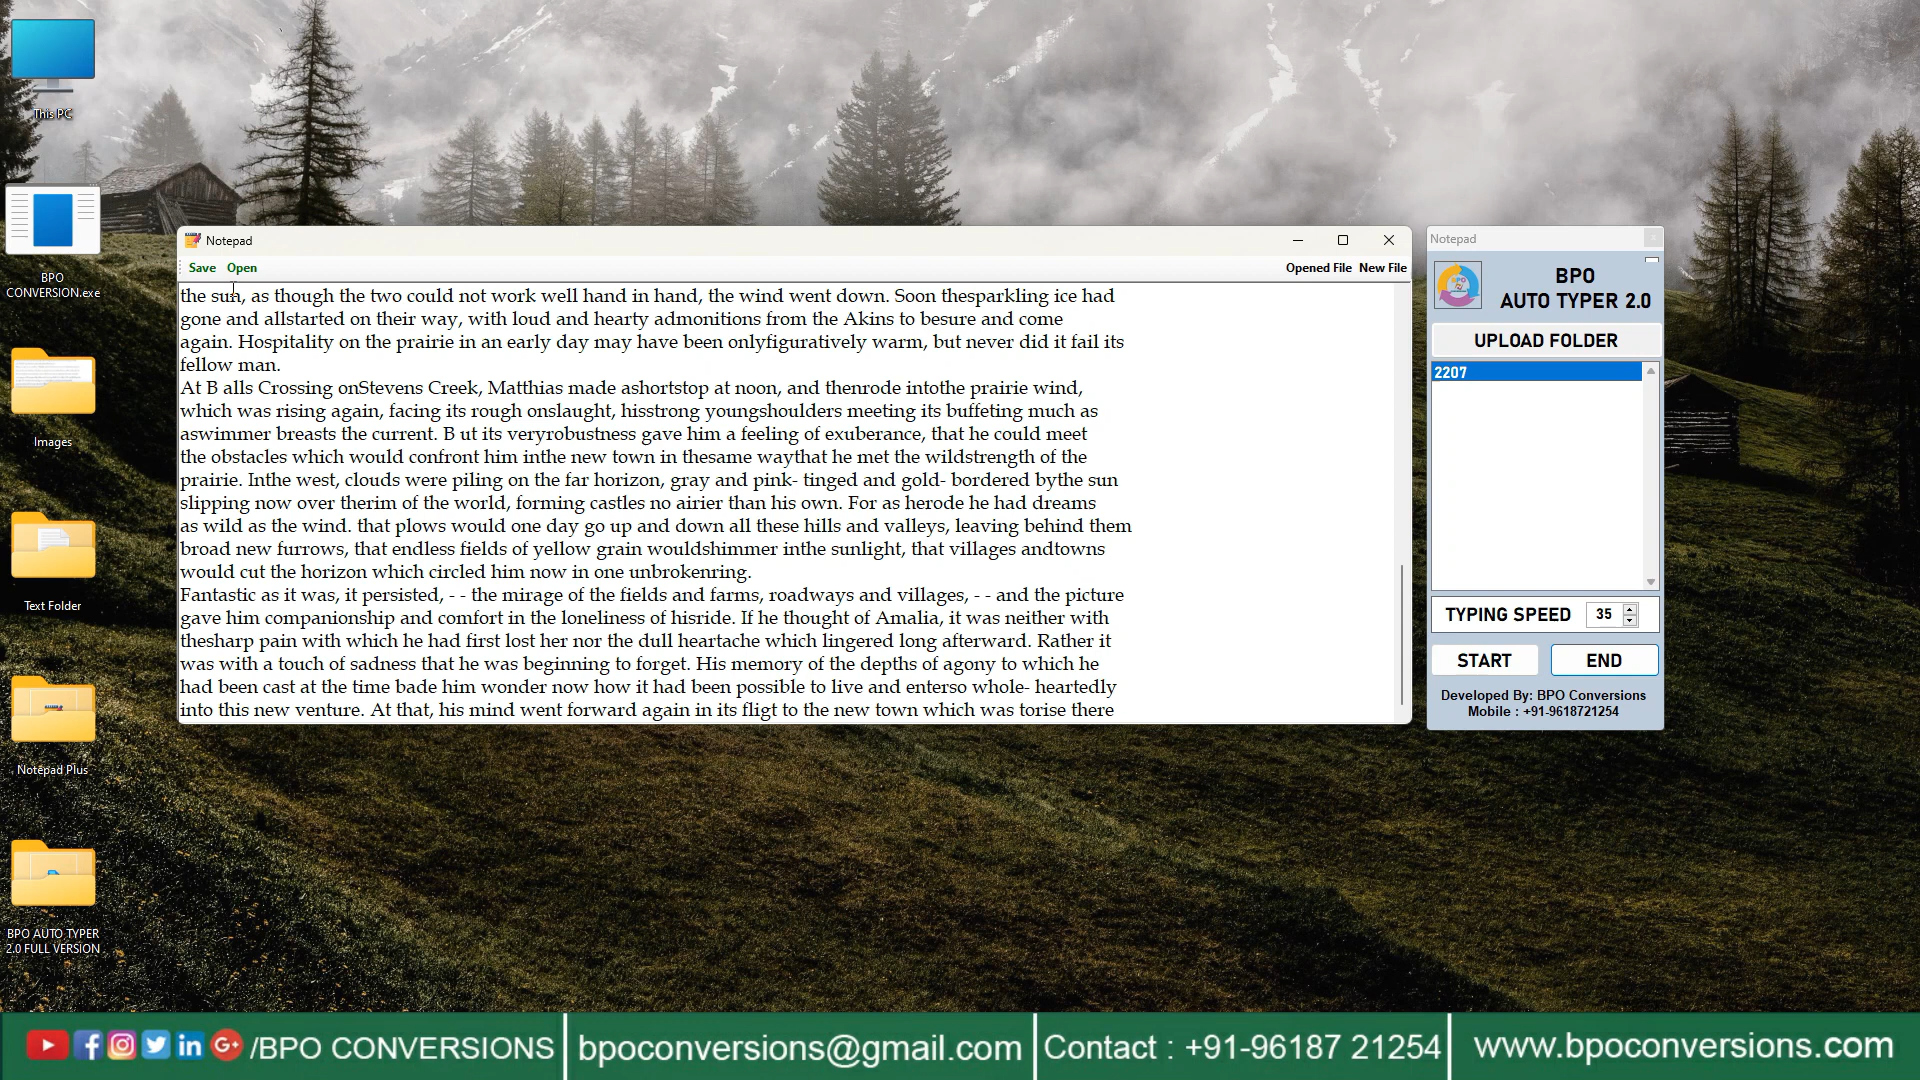 This PC
BPO
CONVERSION.exe
Images
Text Folder
Notepad Plus
BPO AUTO TYPER
2.0 FULL VERSION
Notepad
Save Open
Opened File New File
the sun, as though the two could not work well hand in hand, the wind went down. Soon thesparkling ice had
gone and allstarted on their way, with loud and hearty admonitions from the Akins to besure and come
again. Hospitality on the prairie in an early day may have been onlyfiguratively warm, but never did it fail its
fellow man.
At B alls Crossing onStevens Creek, Matthias made ashortstop at noon, and thenrode intothe prairie wind,
which was rising again, facing its rough onslaught, hisstrong youngshoulders meeting its buffeting much as
aswimmer breasts the current. B ut its veryrobustness gave him a feeling of exuberance, that he could meet
the obstacles which would confront him inthe new town in thesame waythat he met the wildstrength of the
prairie. Inthe west, clouds were piling on the far horizon, gray and pink- tinged and gold- bordered bythe sun
slipping now over therim of the world, forming castles no airier than his own. For as herode he had dreams
as wild as the wind. that plows would one day go up and down all these hills and valleys, leaving behind them
broad new furrows, that endless fields of yellow grain wouldshimmer inthe sunlight, that villages andtowns
would cut the horizon which circled him now in one unbrokenring.
Fantastic as it was, it persisted, - - the mirage of the fields and farms, roadways and villages, - - and the picture
gave him companionship and comfort in the loneliness of hisride. If he thought of Amalia, it was neither with
thesharp pain with which he had first lost her nor the dull heartache which lingered long afterward. Rather it
was with a touch of sadness that he was beginning to forget. His memory of the depths of agony to which he
had been cast at the time bade him wonder now how it had been possible to live and enterso whole- heartedly
into this new venture. At that, his mind went forward again in its fligt to the new town which was torise there
Notepad
BPO
AUTO TYPER 2.0
UPLOAD FOLDER
2207
TYPING SPEED 35
START END
Developed By: BPO Conversions
Mobile : +91-9618721254
/BPO CONVERSIONS
bpoconversions@gmail.com
Contact : +91-96187 21254
www.bpoconversions.com